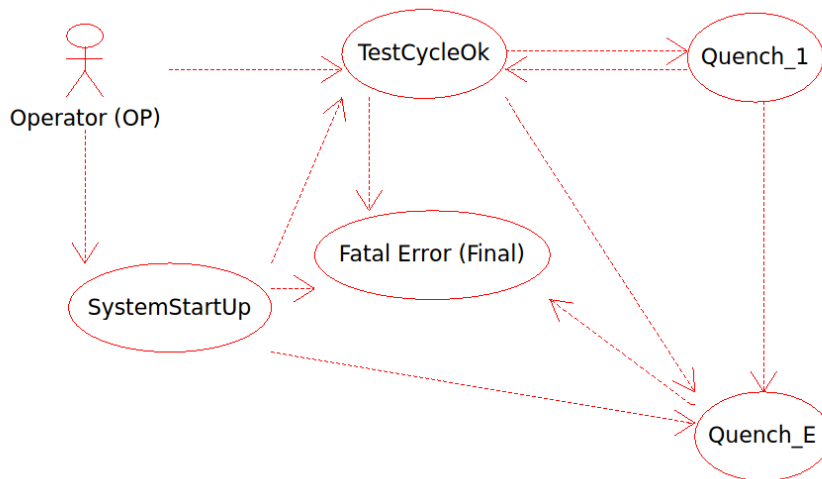 TestCycleOk
Quench_1
Operator (OP)
Fatal Error (Final)
SystemStartUp
Quench_E